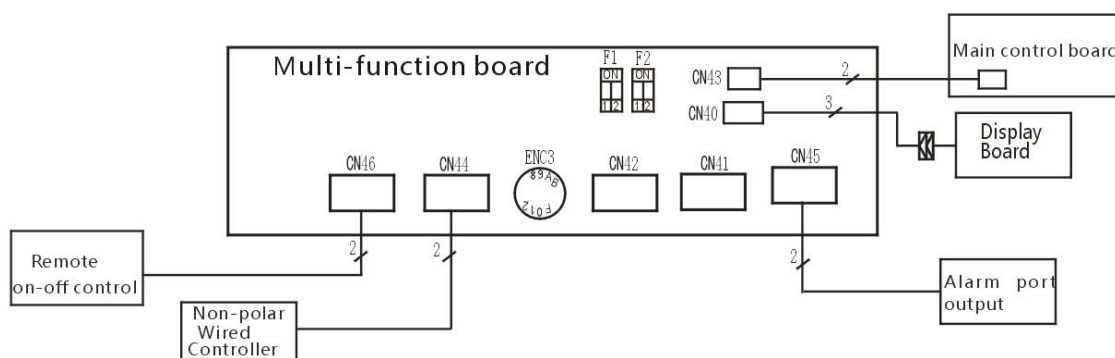 Multi-function board
F1 F2
ON ON
1 2 1 2
CN43
2
Main control board
CN40
3
Display
Board
CN46
CN44
ENC3
89AB
F012
CN42
CN41
CN45
2
2
2
Remote
on-off control
Non-polar
Wired
Controller
Alarm port
output